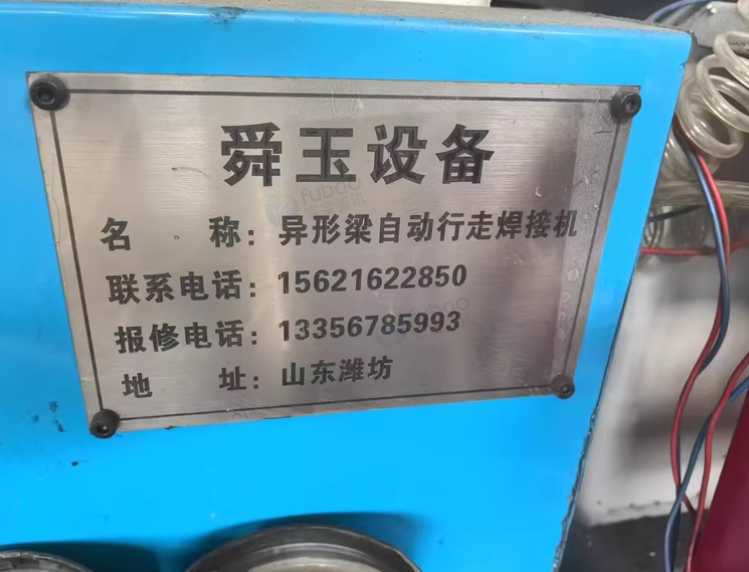 舜玉设备
名 称：异形梁自动行走焊接机
联系电话：15621622850
报修电话：13356785993
地 址：山东潍坊
fubao